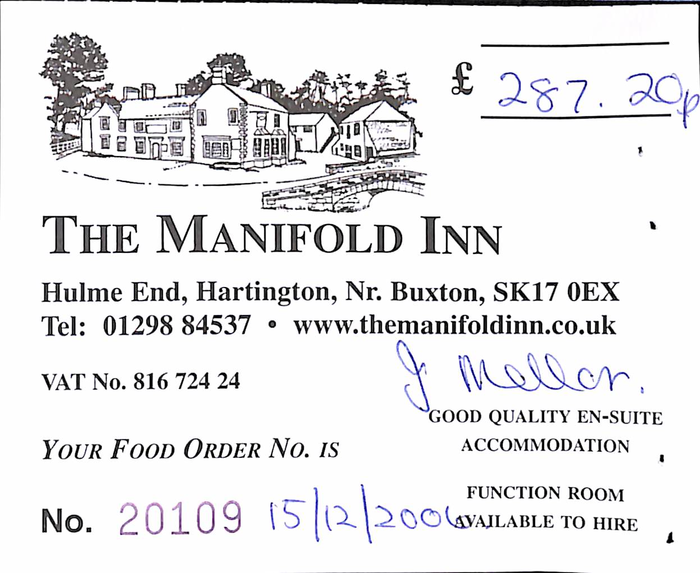 £ 287.20p
THE MANIFOLD INN
Hulme End, Hartington, Nr. Buxton, SK17 0EX
Tel: 01298 84537 • www.themanifoldinn.co.uk
VAT No. 816 724 24
J Mellor.
GOOD QUALITY EN-SUITE
ACCOMMODATION
YOUR FOOD ORDER NO. IS
FUNCTION ROOM
AVAILABLE TO HIRE
No. 20109 15/12/2006.